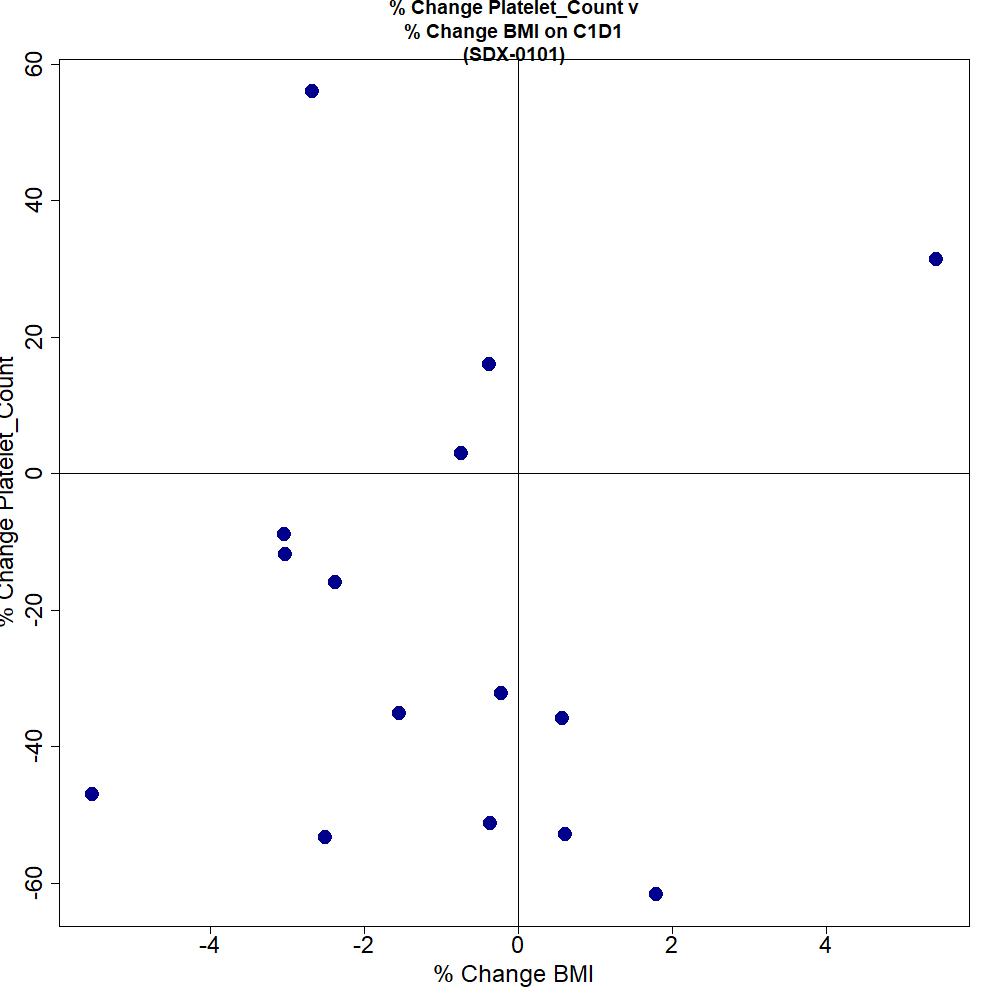 % Change Platelet_Count v
% Change BMI on C1D1
(SDX-0101)
60
40
20
0
-20
-40
-60
% Change Platelet_Count
-4
-2
0
2
4
% Change BMI